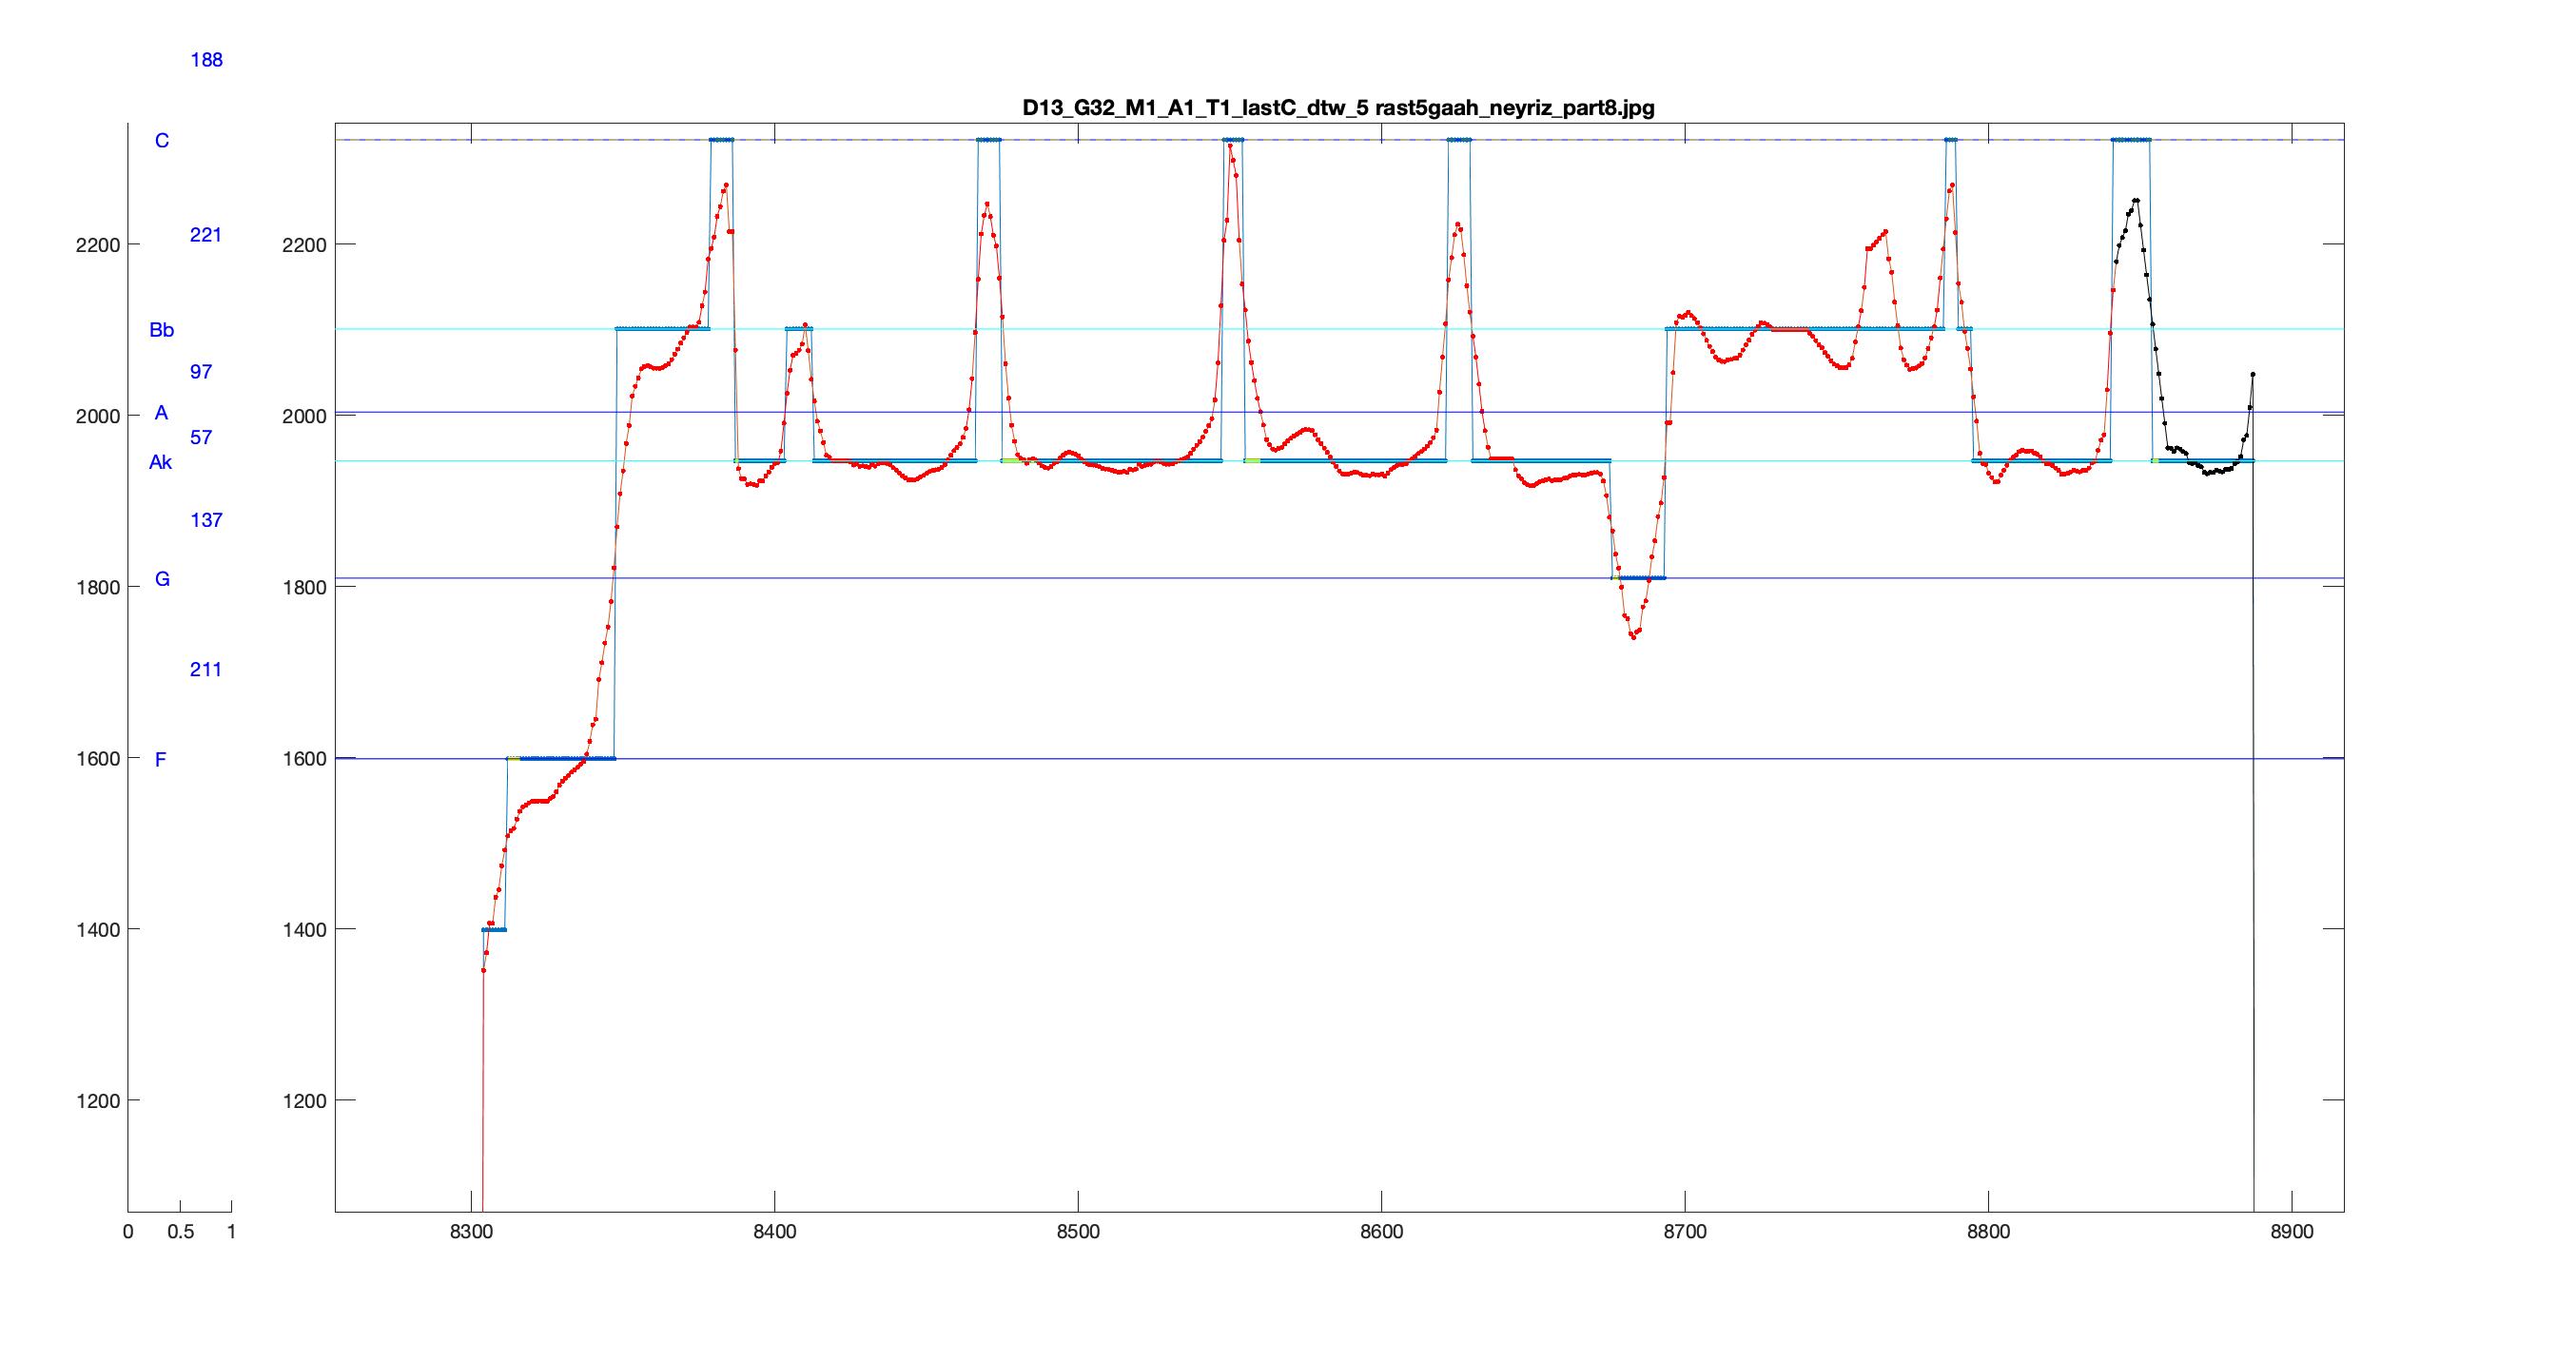 188
D13_G32_M1_A1_T1_lastC_dtw_5 rast5gaah_neyriz_part8.jpg
C
2200 221 2200
Bb
97
2000 A 2000
57
Ak
137
1800 G 1800
211
1600 F 1600
1400 1400
1200 1200
0 0.5 1 8300 8400 8500 8600 8700 8800 8900